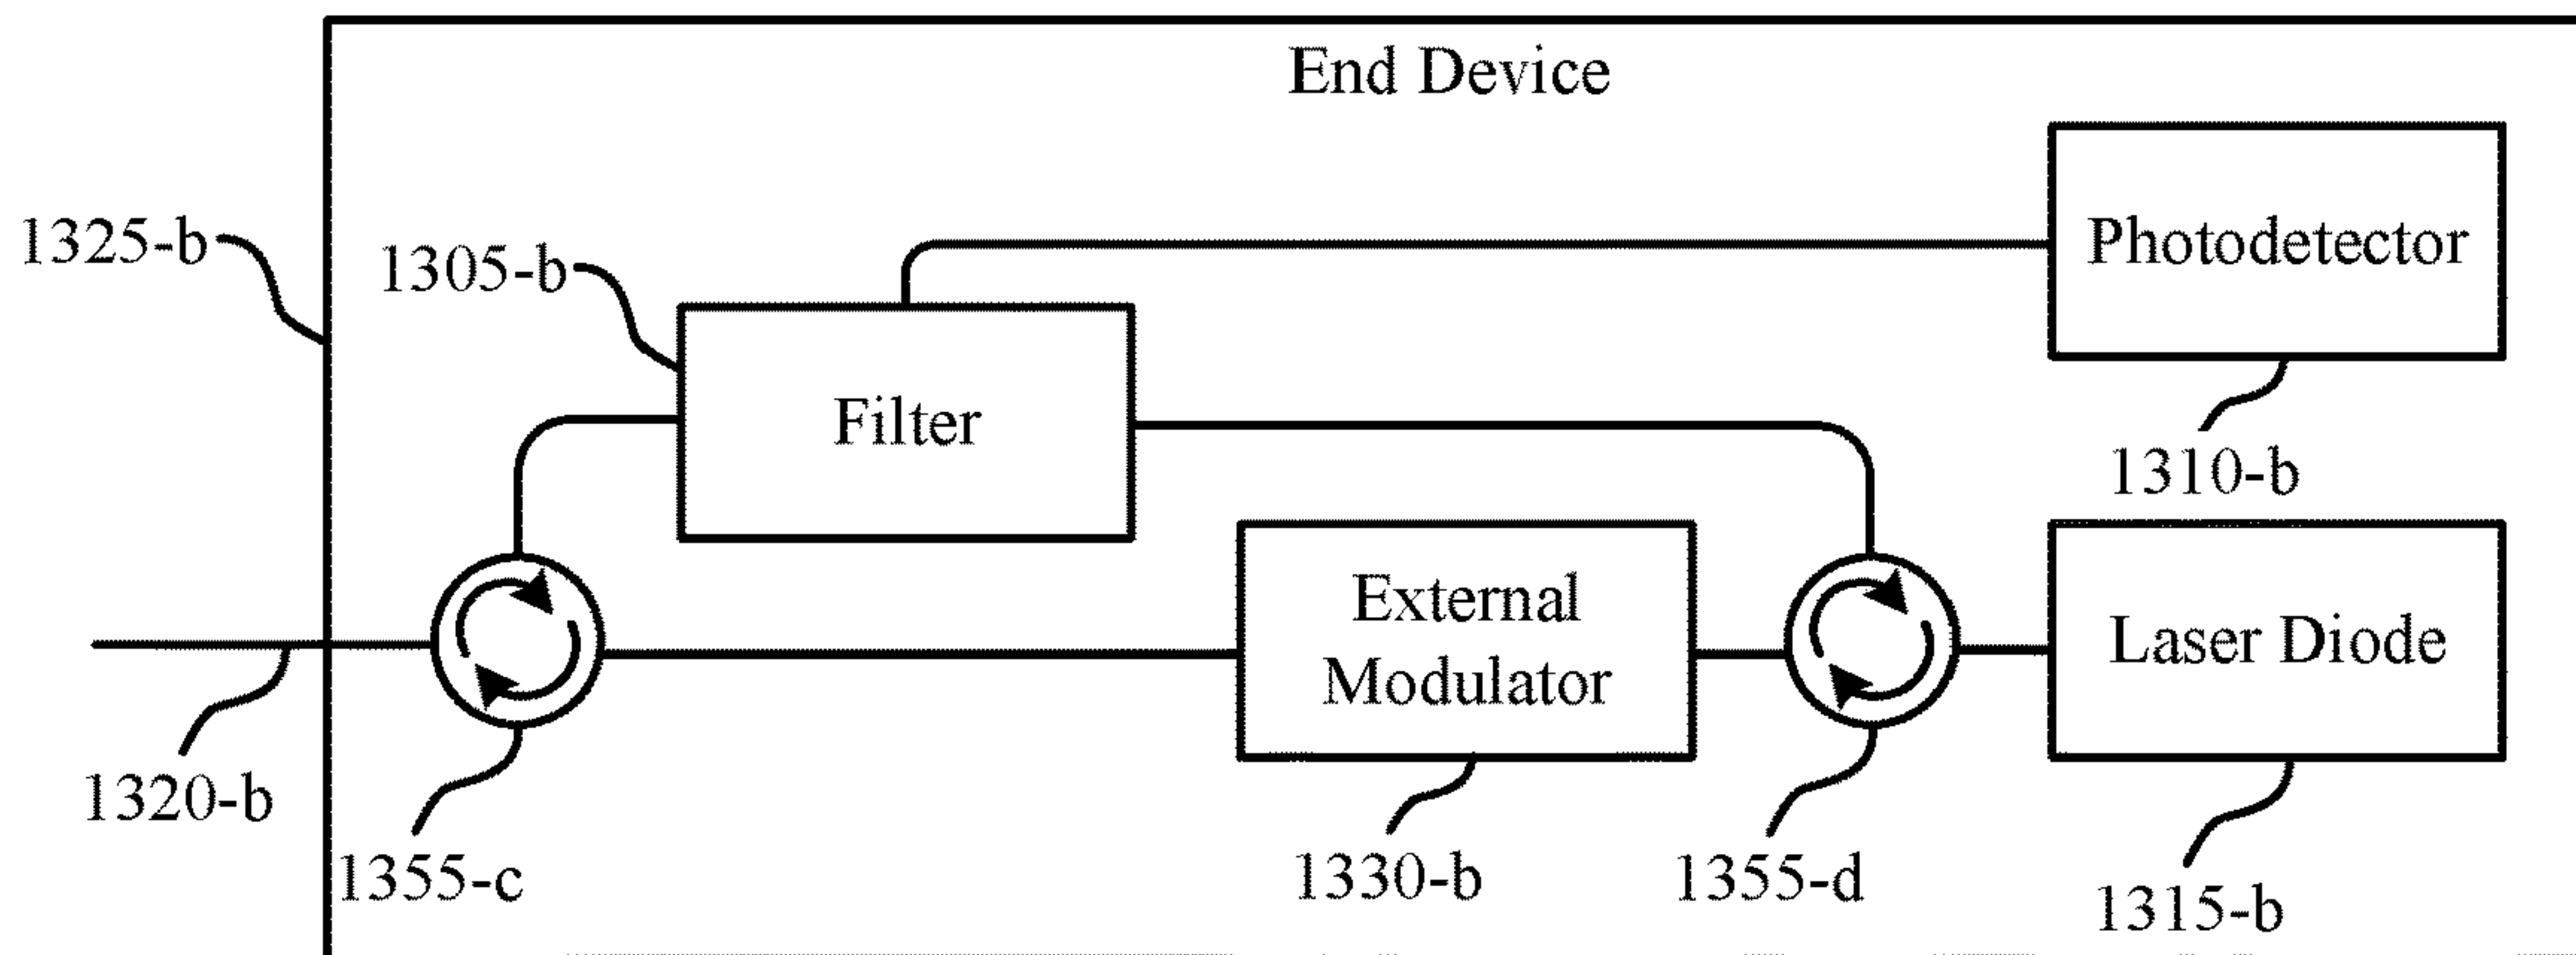 End Device
1325-b
1305-b
Photodetector
Filter
1310-b
External
Modulator
Laser Diode
1320-b
1355-c
1330-b
1355-d
1315-b